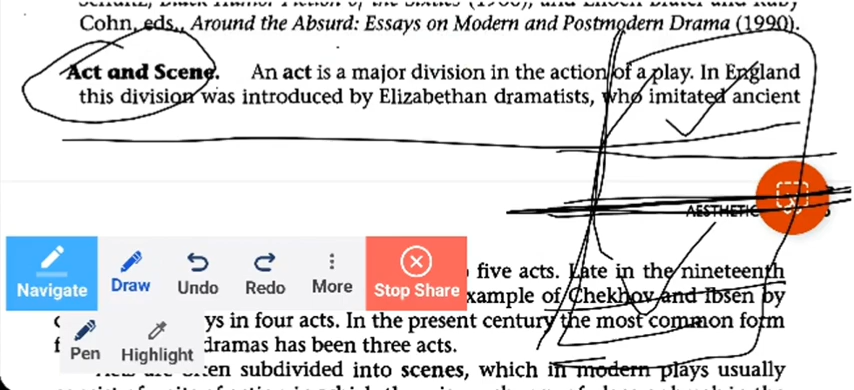 Cohn, eds., Around the Absurd: Essays on Modern and Postmodern Drama (1990).
Act and Scene. An act is a major division in the action of a play. In England
this division was introduced by Elizabethan dramatists, who imitated ancient
AESTHETIC
five acts. Late in the nineteenth
xample of Chekhov and Ibsen by
ys in four acts. In the present century the most common form
dramas has been three acts.
en subdivided into scenes, which in modern plays usually
Navigate
Draw
Undo
Redo
More
Stop Share
Pen
Highlight